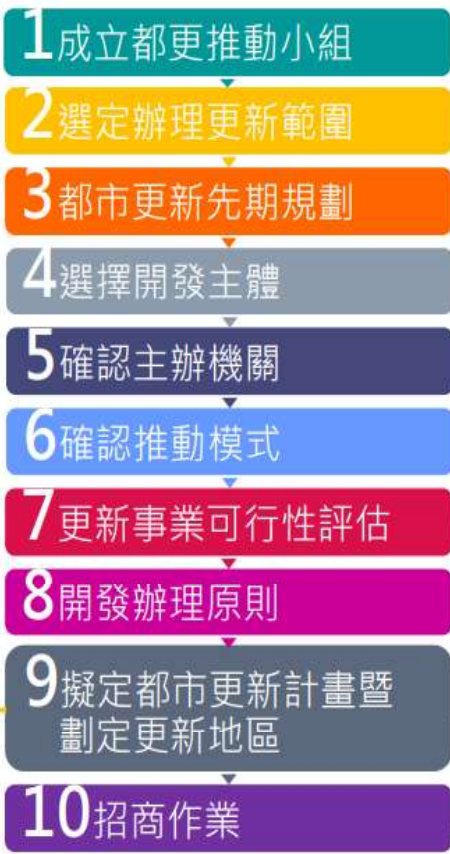 1成立都更推動小組
2選定辦理更新範圍
3都市更新先期規劃
4選擇開發主體
5確認主辦機關
6確認推動模式
7更新事業可行性評估
8開發辦理原則
9擬定都市更新計畫暨
劃定更新地區
10招商作業